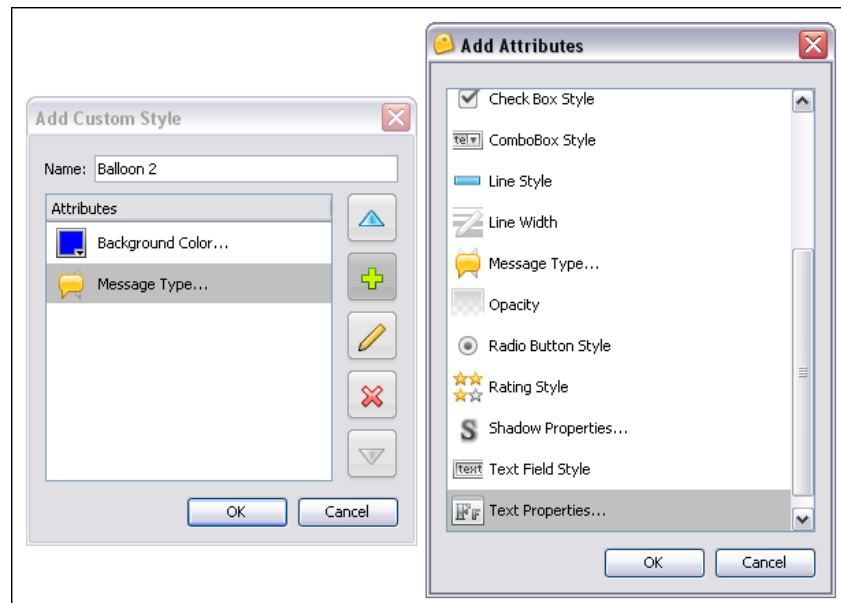 Add Custom Style
Name: Balloon 2
Attributes
Background Color...
Message Type...
OK Cancel
Add Attributes
Check Box Style
ComboBox Style
Line Style
Line Width
Message Type...
Opacity
Radio Button Style
Rating Style
S Shadow Properties...
text Text Field Style
Text Properties...
OK Cancel